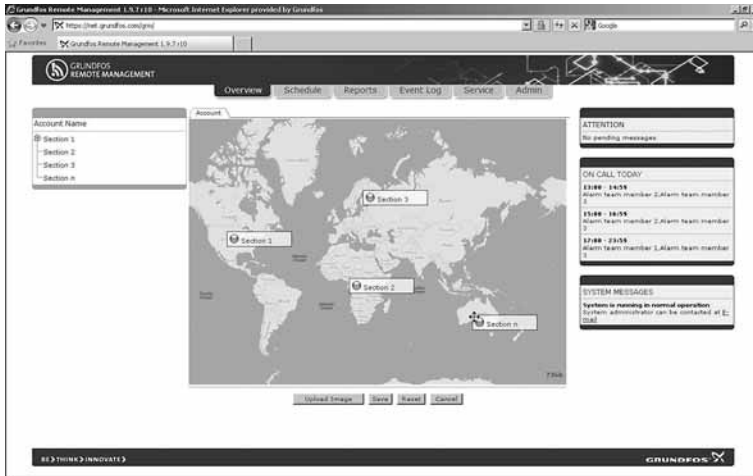 Grundfos Remote Management 1.9.7 r10 - Microsoft Internet Explorer provided by Grundfos
https://net.grundfos.com/grm/
Google
Favorites
Grundfos Remote Management 1.9.7 r10
GRUNDFOS
REMOTE MANAGEMENT
Overview Schedule Reports Event Log Service Admin
Account Name
Section 1
Section 2
Section 3
Section n
Account
Section 3
Section 1
Section 2
Section n
Upload Image Save Reset Cancel
ATTENTION
No pending messages
ON CALL TODAY
13:00 - 14:59
Alarm team member 2,Alarm team member
3
15:00 - 16:59
Alarm team member 2,Alarm team member
3
17:00 - 23:59
Alarm team member 1,Alarm team member
3
SYSTEM MESSAGES
System is running in normal operation
System administrator can be contacted at E-
mail
BE THINK INNOVATE
GRUNDFOS